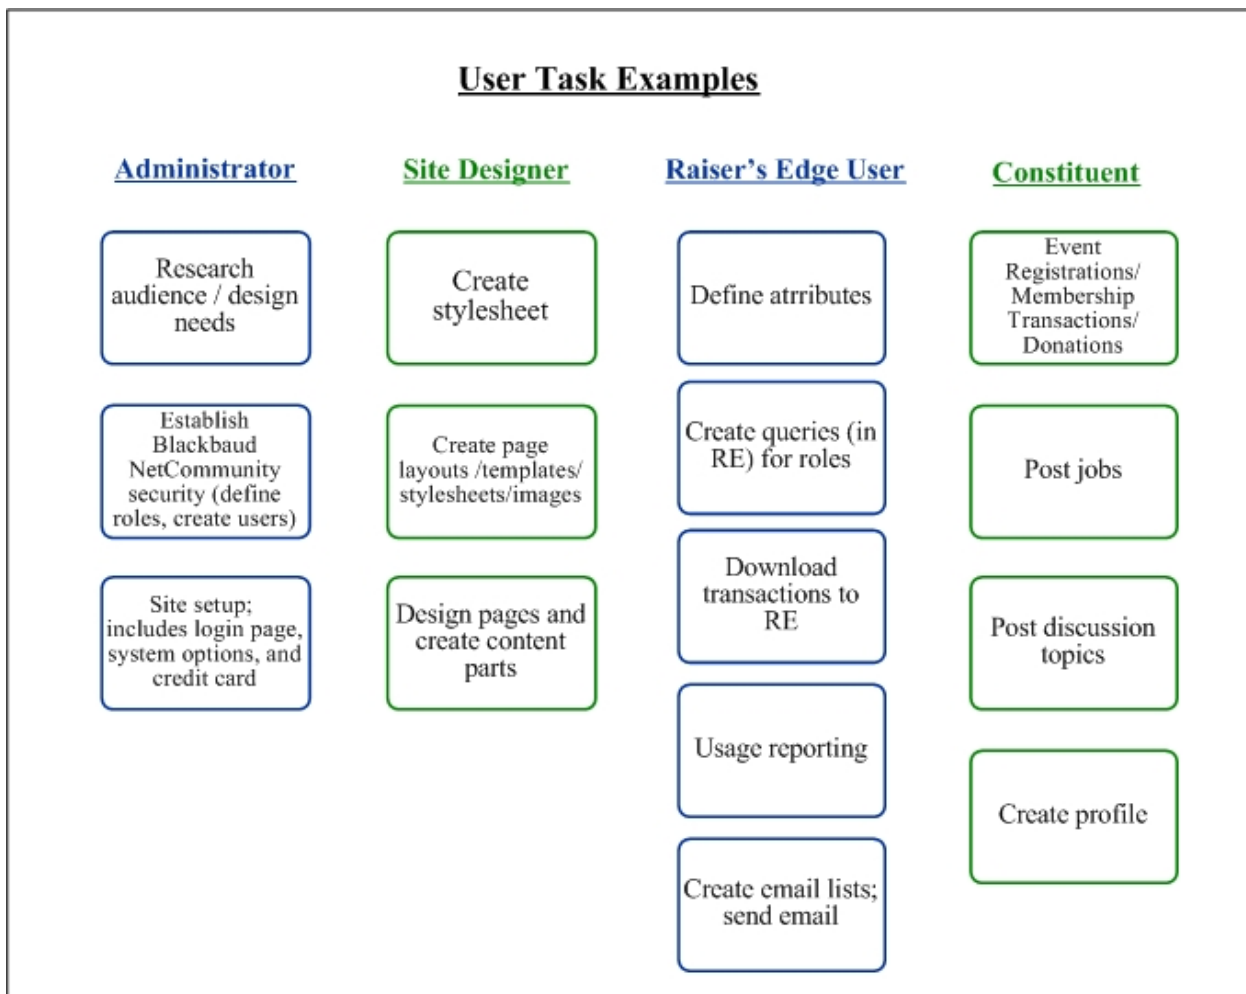 User Task Examples
Administrator
Research
audience / design
needs
Establish
Blackbaud
NetCommunity
security (define
roles, create users)
Site setup;
includes login page,
system options, and
credit card
Site Designer
Create
stylesheet
Create page
layouts /templates/
stylesheets/images
Design pages and
create content
parts
Raiser's Edge User
Define atrributes
Create queries (in
RE) for roles
Download
transactions to
RE
Usage reporting
Create email lists;
send email
Constituent
Event
Registrations/
Membership
Transactions/
Donations
Post jobs
Post discussion
topics
Create profile